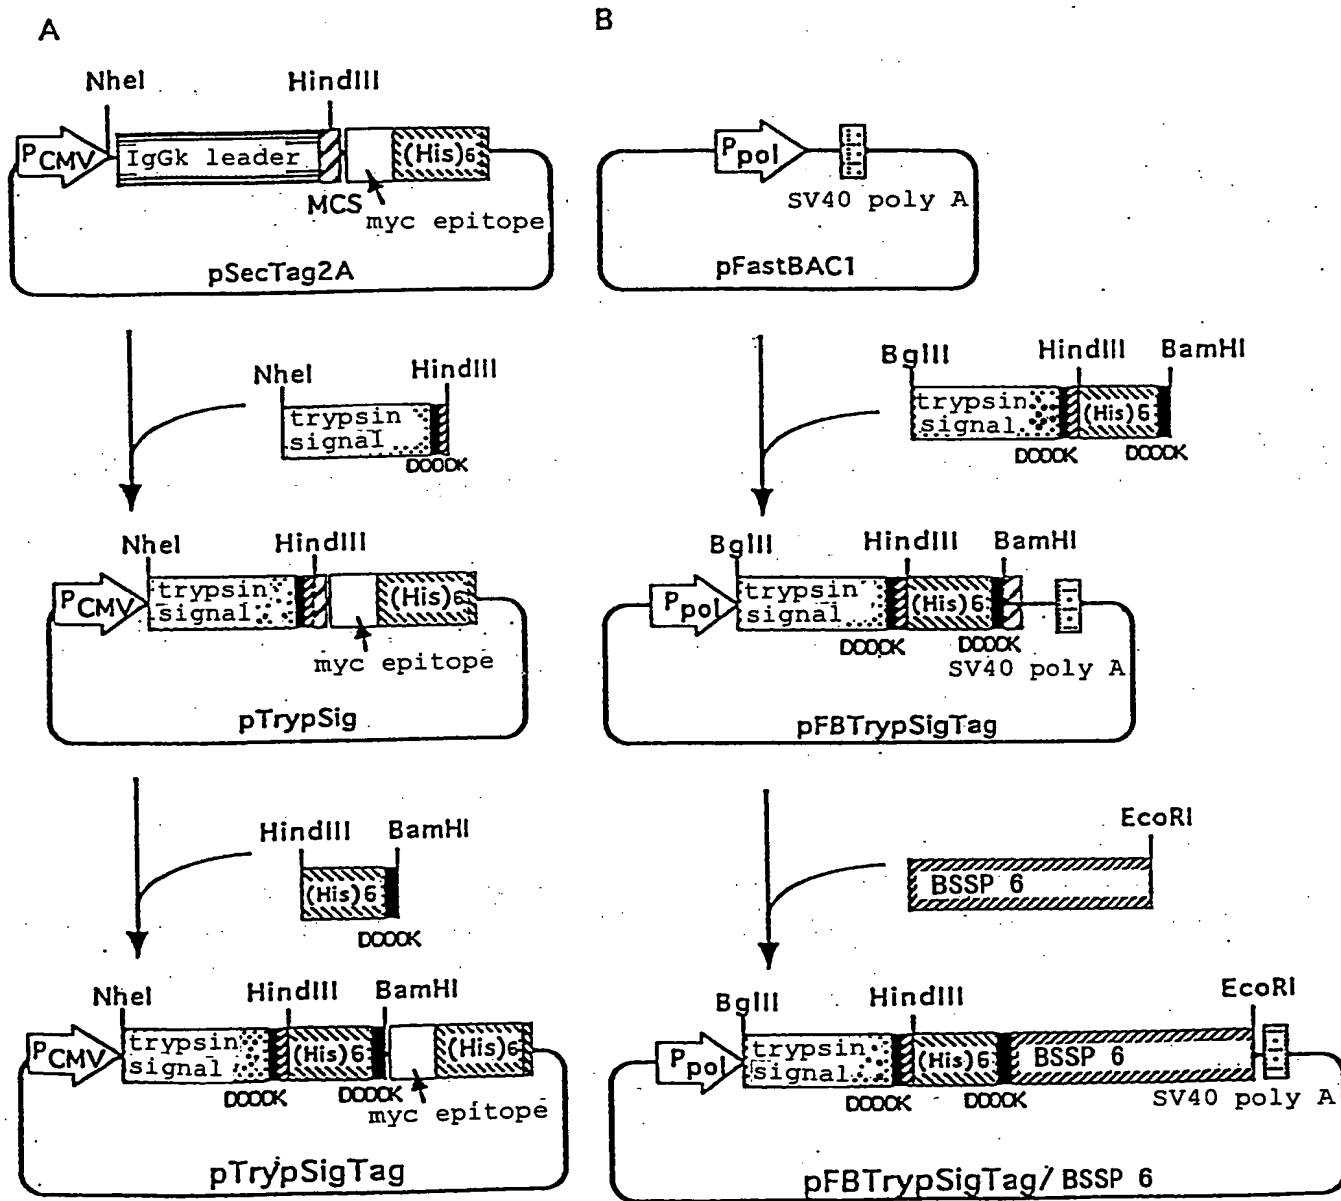 A
NheI HindIII
PCMV IgGk leader (His)6
MCS myc epitope
pSecTag2A
NheI HindIII
trypsin
signal
DDDDK
NheI HindIII
PCMV trypsin
signal (His)6
myc epitope
pTrypSig
HindIII BamHI
(His)6
DDDDK
NheI HindIII BamHI
PCMV trypsin
signal (His)6 (His)6
DDDDK DDDDK myc epitope
pTrypSigTag
B
Ppol
SV40 poly A
pFastBAC1
BglII HindIII BamHI
trypsin
signal (His)6
DDDDK DDDDK
BglII HindIII BamHI
Ppol trypsin
signal (His)6
DDDDK DDDDK
SV40 poly A
pFBTrypSigTag
EcoRI
BSSP 6
BglII HindIII EcoRI
Ppol trypsin
signal (His)6 BSSP 6
DDDDK DDDDK SV40 poly A
pFBTrypSigTag/BSSP 6